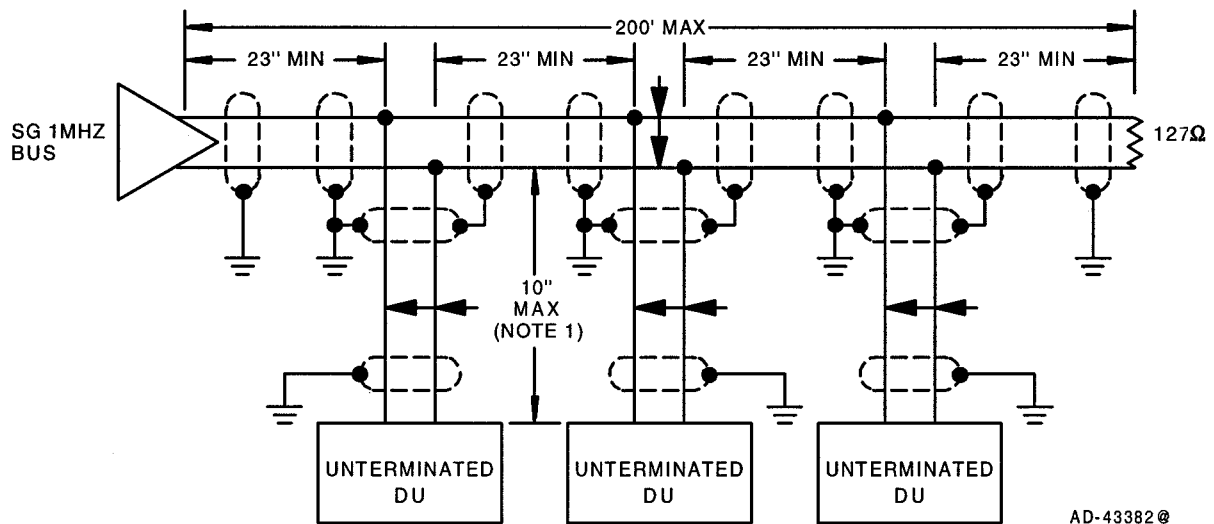 200' MAX
23" MIN
23" MIN
23" MIN
23" MIN
SG 1MHZ
BUS
127Ω
10"
MAX
(NOTE 1)
UNTERMINATED
DU
UNTERMINATED
DU
UNTERMINATED
DU
AD-43382@